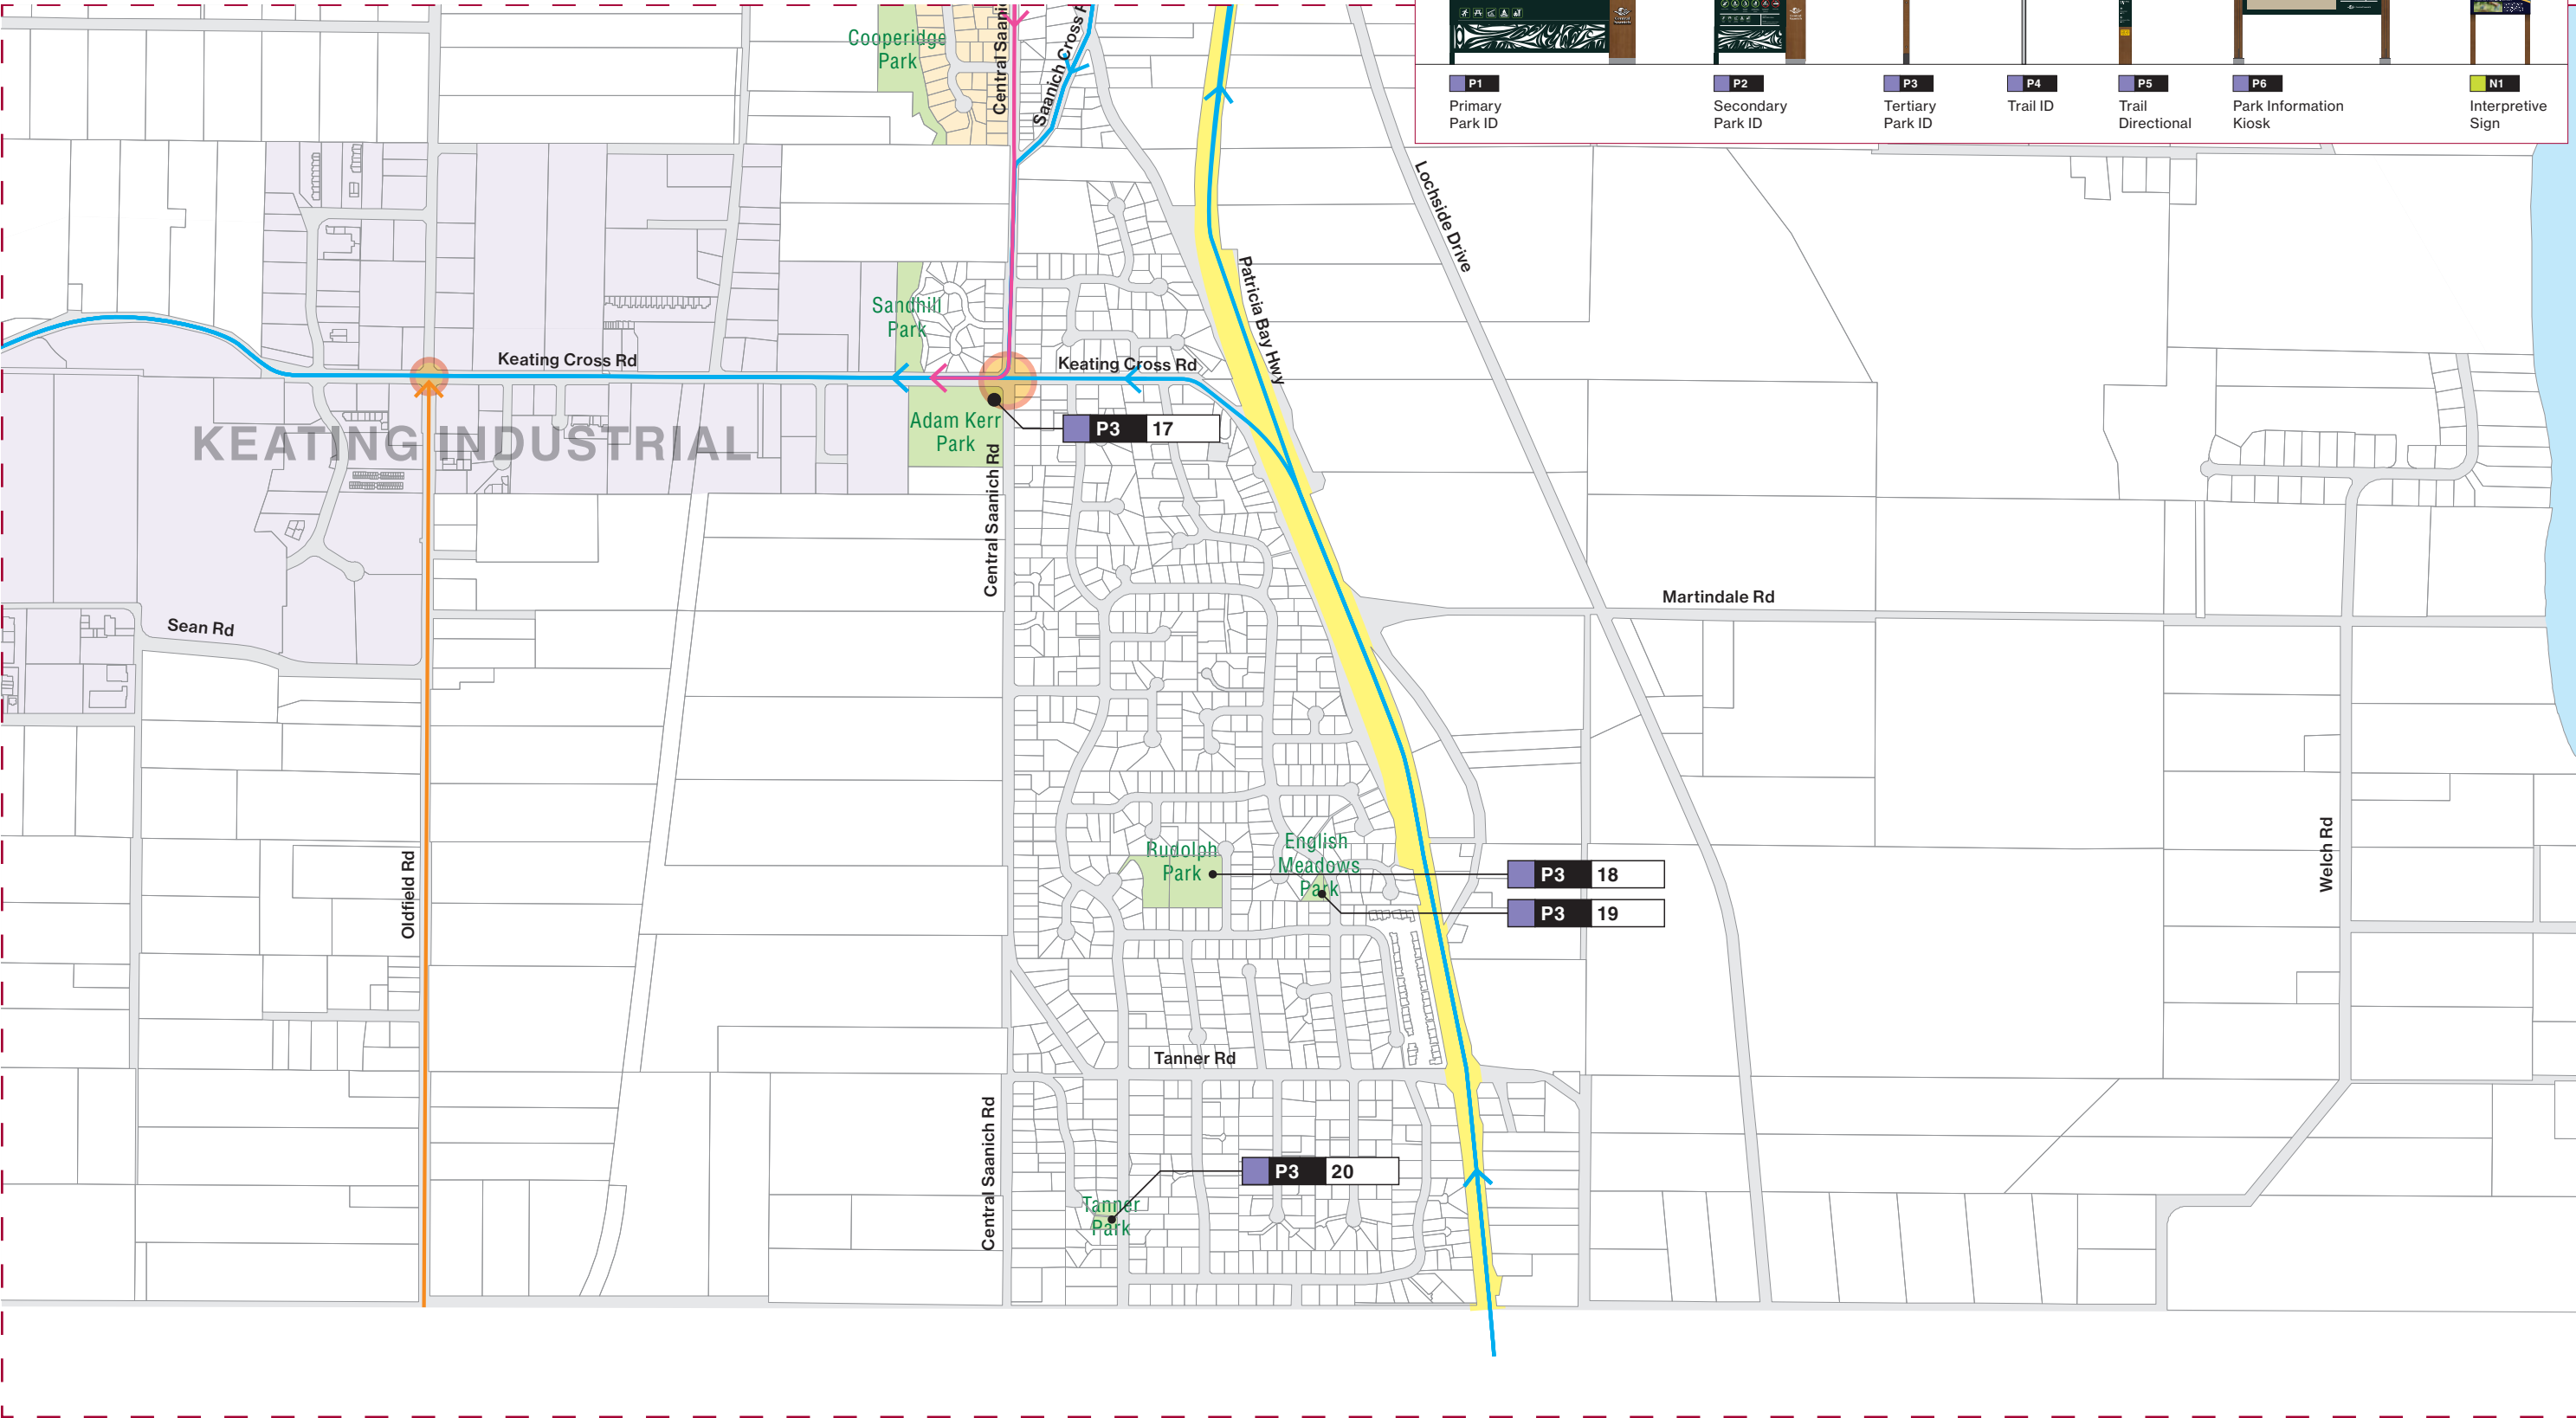 Cooperidge
Park
Central Saanic
Saanich Cross R
P1
Primary
Park ID
P2
Secondary
Park ID
P3
Tertiary
Park ID
P4
Trail ID
P5
Trail
Directional
P6
Park Information
Kiosk
N1
Interpretive
Sign
Lochside Drive
Patricia Bay Hwy
Sandhill
Park
Keating Cross Rd
Keating Cross Rd
Adam Kerr
Park
P3 17
KEATING INDUSTRIAL
Central Saanich Rd
Martindale Rd
Sean Rd
Oldfield Rd
Rudolph
Park
English
Meadows
Park
P3 18
P3 19
Welch Rd
Tanner Rd
Central Saanich Rd
P3 20
Tanner
Park